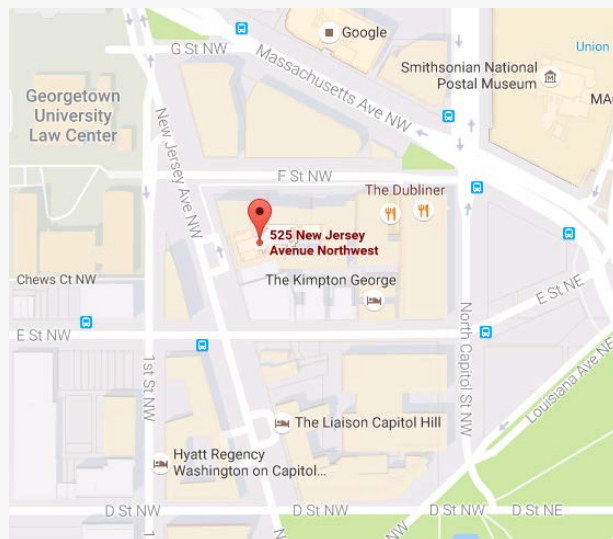 Google
G St NW
Massachusetts Ave NW
Union
Smithsonian National
Postal Museum
MA
Georgetown
University
Law Center
New Jersey Ave NW
F St NW
The Dubliner
525 New Jersey
Avenue Northwest
Chews Ct NW
The Kimpton George
E St NE
E St NW
North Capitol St NW
Louisiana Ave NE
1st St NW
The Liaison Capitol Hill
Hyatt Regency
Washington on Capitol...
D St NW
D St NW
D St NW
D St NE
1
N
NW